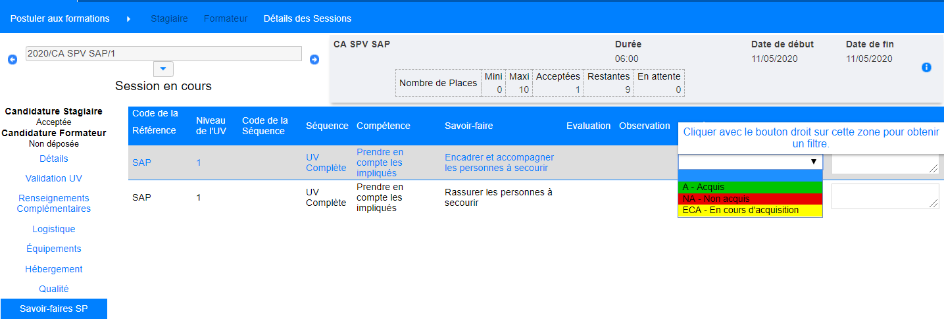 Postuler aux formations Stagiaire Formateur Détails des Sessions
2020/CA SPV SAP/1
Session en cours
CA SPV SAP Durée Date de début Date de fin
06:00 11/05/2020 11/05/2020
Nombre de Places Mini Maxi Acceptées Restantes En attente
0 10 1 9 0
Candidature Stagiaire
Acceptée
Candidature Formateur
Non déposée
Détails
Validation UV
Renseignements
Complémentaires
Logistique
Équipements
Hébergement
Qualité
Savoir-faires SP
Code de la
Référence
Niveau
de l'UV
Code de la
Séquence
Séquence Compétence Savoir-faire Evaluation Observation
Cliquer avec le bouton droit sur cette zone pour obtenir
un filtre.
SAP 1
UV
Complète
Prendre en
compte les
impliqués
Encadrer et accompagner
les personnes à secourir
A - Acquis
NA - Non acquis
ECA - En cours d'acquisition
SAP 1
UV
Complète
Prendre en
compte les
impliqués
Rassurer les personnes à
secourir